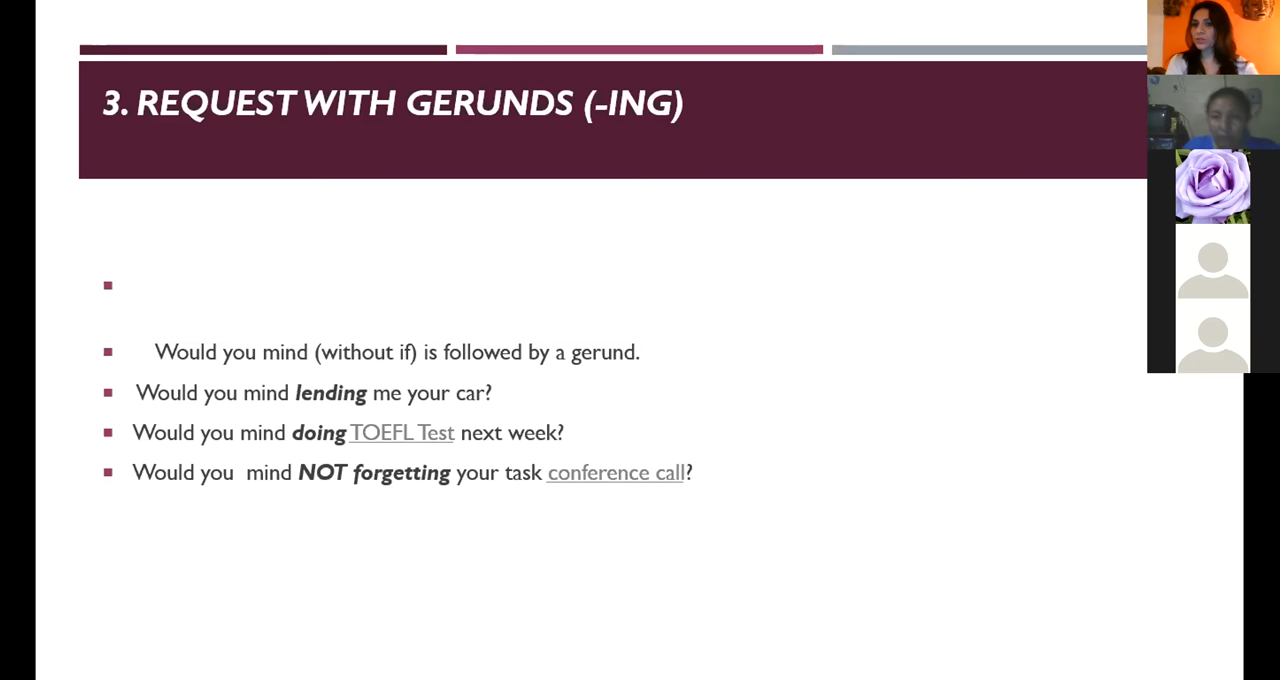 3. REQUEST WITH GERUNDS (-ING)
Would you mind (without if) is followed by a gerund.
Would you mind lending me your car?
Would you mind doing TOEFL Test next week?
Would you  mind NOT forgetting your task conference call?